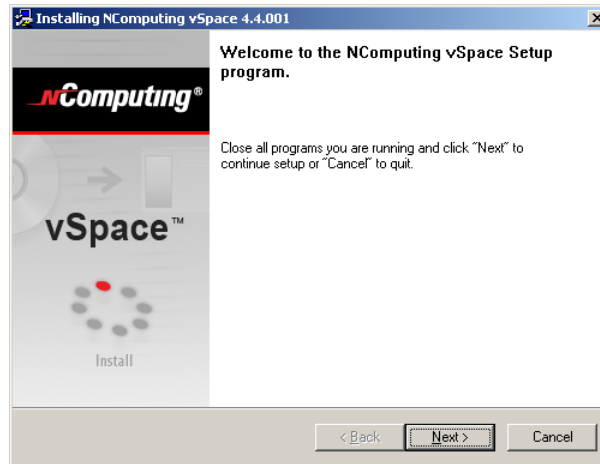 Installing NComputing vSpace 4.4.001
Welcome to the NComputing vSpace Setup
program.
NComputing®
Close all programs you are running and click "Next" to
continue setup or "Cancel" to quit.
vSpace™
Install
< Back
Next >
Cancel